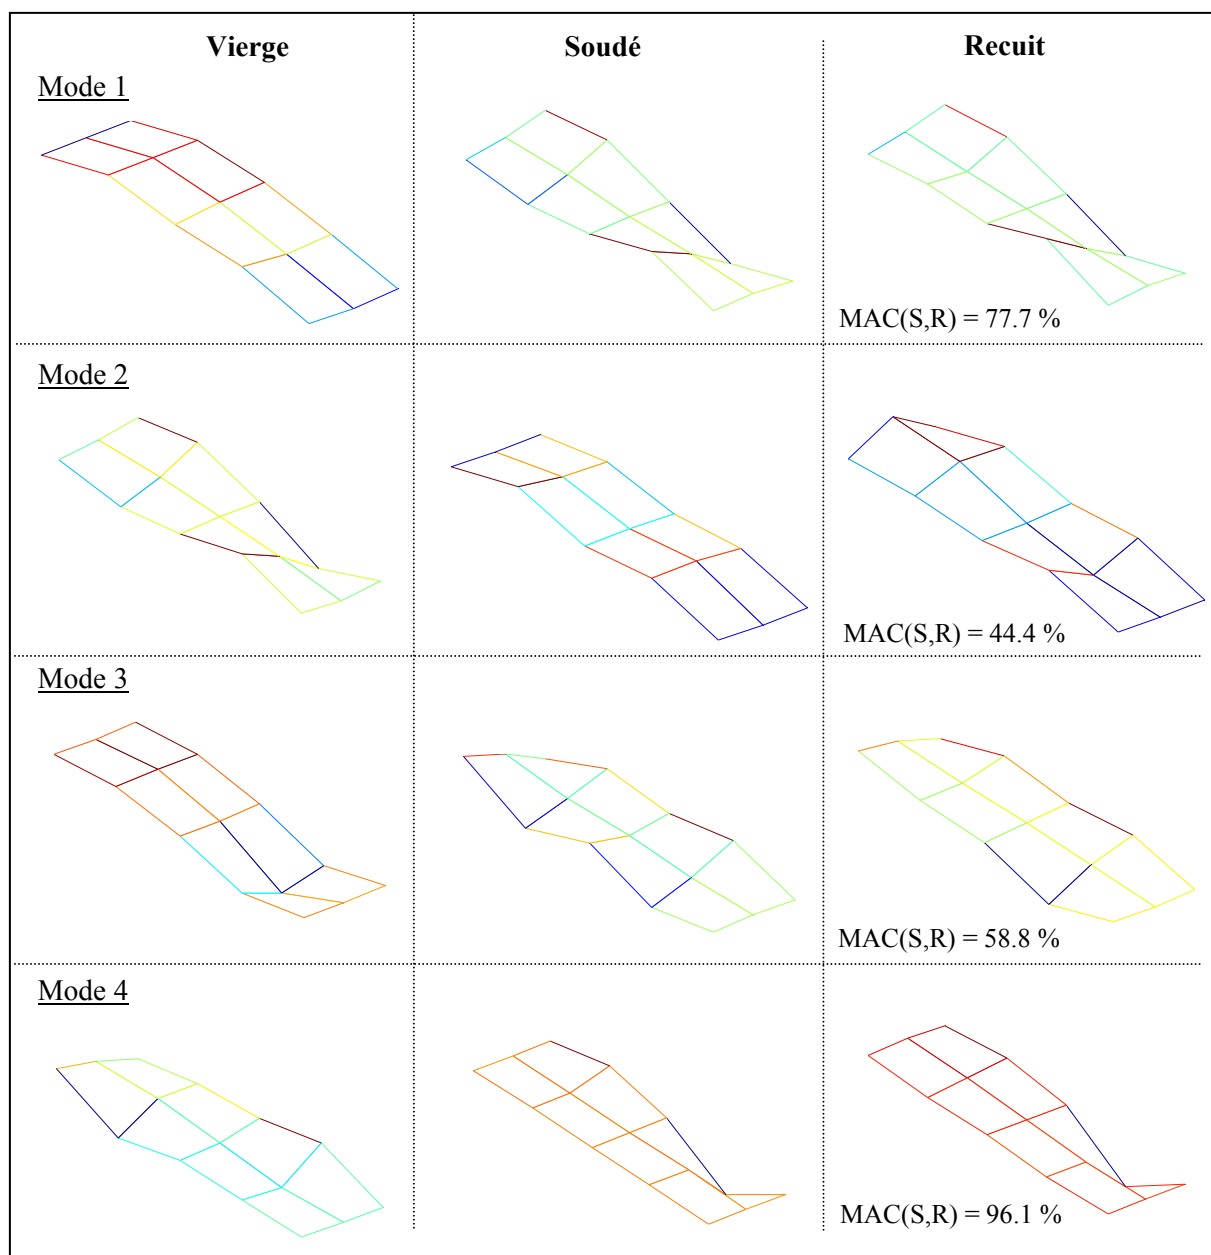 Vierge Soudé Recuit
Mode 1
MAC(S,R) = 77.7 %
Mode 2
MAC(S,R) = 44.4 %
Mode 3
MAC(S,R) = 58.8 %
Mode 4
MAC(S,R) = 96.1 %